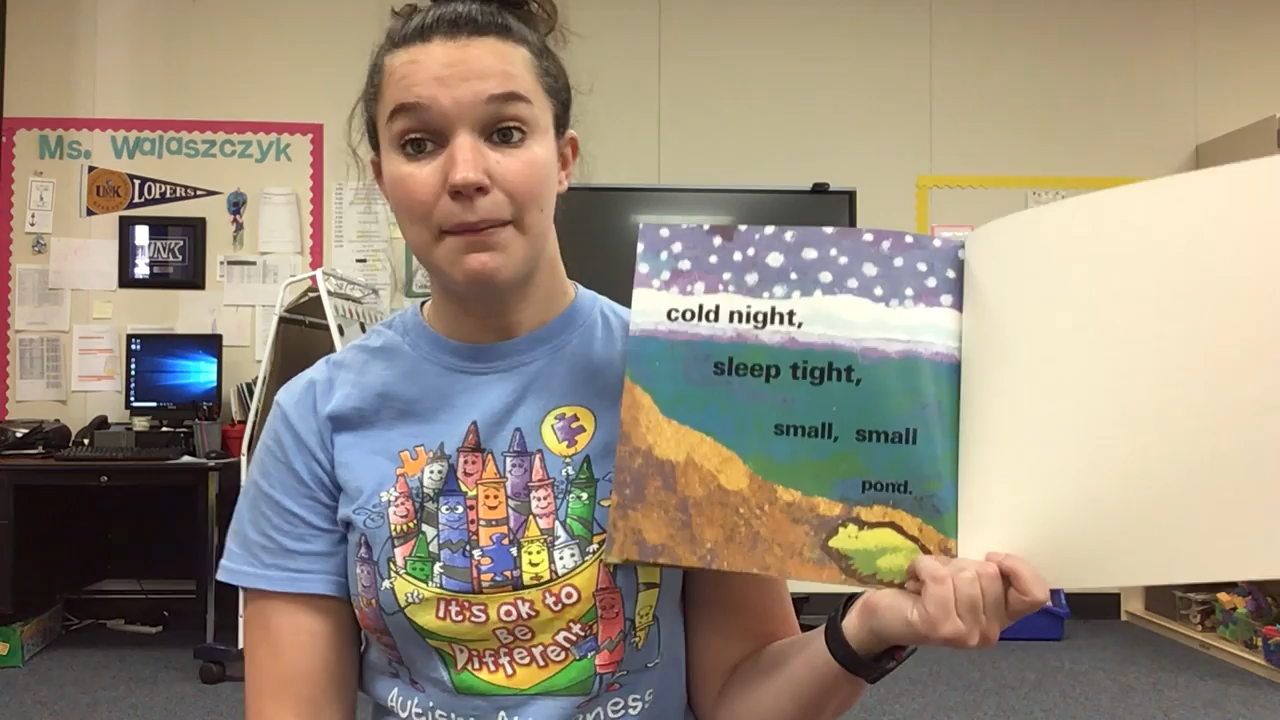 Ms. Walaszczyk
UNK
LOPERS
UNK
cold night,
sleep tight,
small, small
pond.
It's ok to
Be
Different.
Autism Awareness